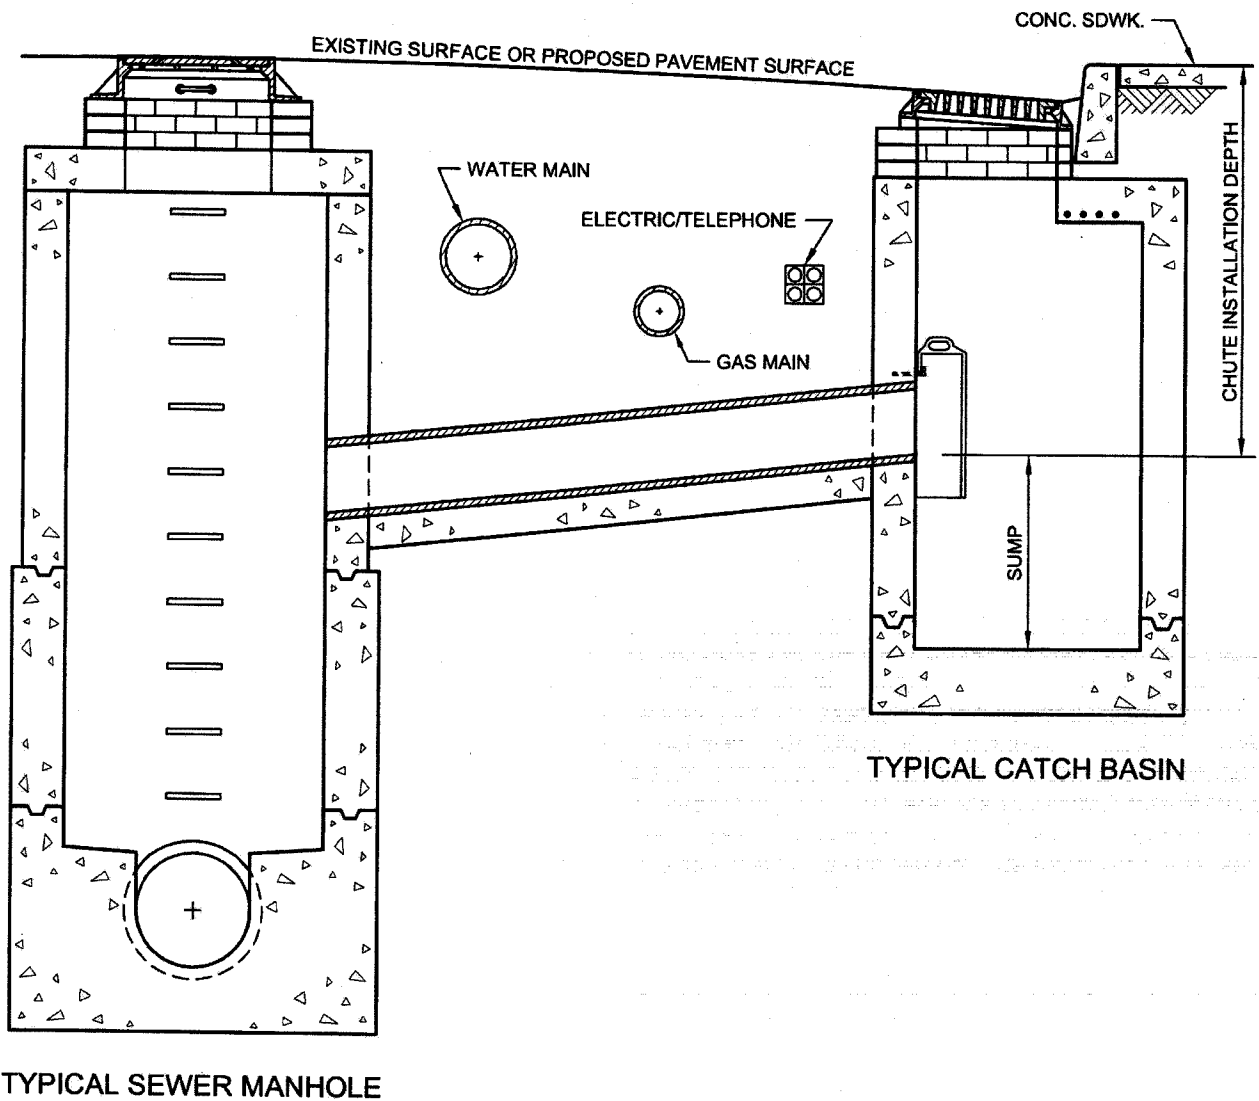 CONC. SDWK.
EXISTING SURFACE OR PROPOSED PAVEMENT SURFACE
WATER MAIN
ELECTRIC/TELEPHONE
GAS MAIN
CHUTE INSTALLATION DEPTH
SUMP
TYPICAL CATCH BASIN
TYPICAL SEWER MANHOLE